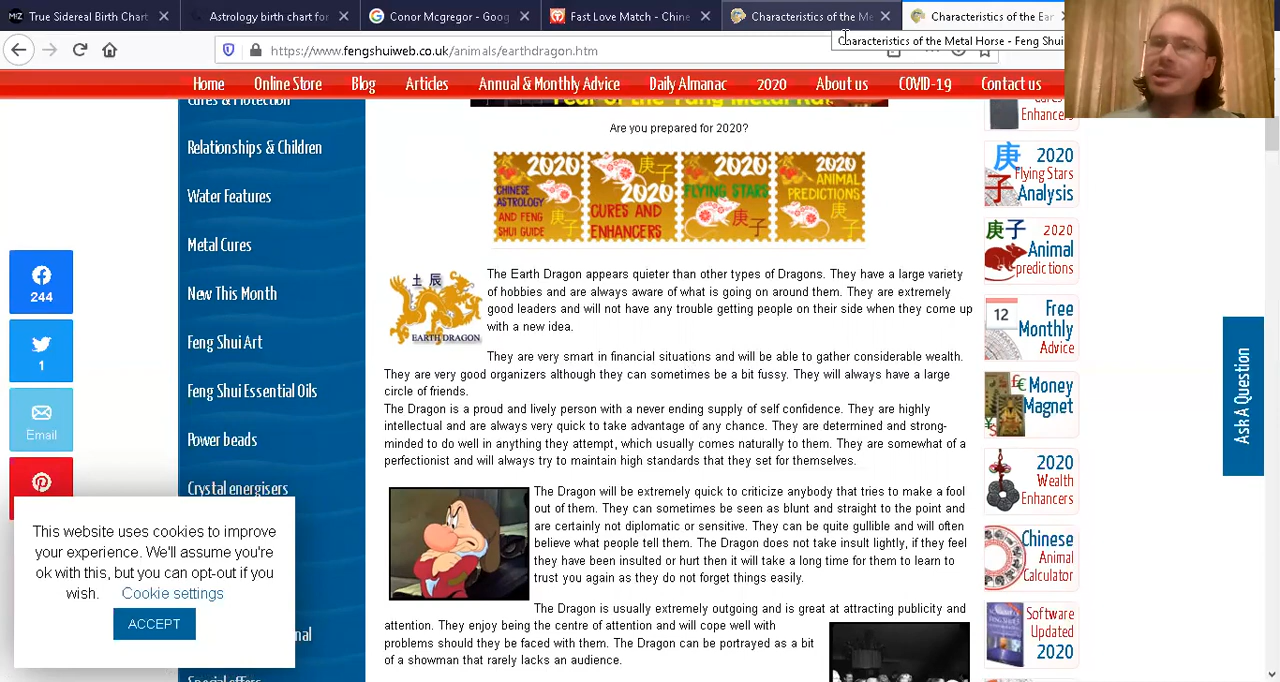 True Sidereal Birth Chart
Astrology birth chart for
Conor Mcgregor - Goog
Fast Love Match - Chine
Characteristics of the Me
Characteristics of the Ear
https://www.fengshuiweb.co.uk/animals/earthdragon.htm
Characteristics of the Metal Horse - Feng Shui
Home
Online Store
Blog
Articles
Annual & Monthly Advice
Daily Almanac
2020
About us
COVID-19
Contact us
Cures & Protection
Relationships & Children
Water Features
Metal Cures
New This Month
Feng Shui Art
Feng Shui Essential Oils
Power beads
Crystal energisers
Special offers
244
1
Email
This website uses cookies to improve
your experience. We'll assume you're
ok with this, but you can opt-out if you
wish. Cookie settings
ACCEPT
Year of the Yang Metal Rat
Are you prepared for 2020?
2020
CHINESE
ASTROLOGY
AND FENG
SHUI GUIDE
庚子
2020
CURES AND
ENHANCERS
庚子
2020
FLYING STARS
庚子
2020
ANIMAL
PREDICTIONS
庚子
土辰
EARTH DRAGON
The Earth Dragon appears quieter than other types of Dragons. They have a large variety
of hobbies and are always aware of what is going on around them. They are extremely
good leaders and will not have any trouble getting people on their side when they come up
with a new idea.
They are very smart in financial situations and will be able to gather considerable wealth.
They are very good organizers although they can sometimes be a bit fussy. They will always have a large
circle of friends.
The Dragon is a proud and lively person with a never ending supply of self confidence. They are highly
intellectual and are always very quick to take advantage of any chance. They are determined and strong-
minded to do well in anything they attempt, which usually comes naturally to them. They are somewhat of a
perfectionist and will always try to maintain high standards that they set for themselves.
The Dragon will be extremely quick to criticize anybody that tries to make a fool
out of them. They can sometimes be seen as blunt and straight to the point and
are certainly not diplomatic or sensitive. They can be quite gullible and will often
believe what people tell them. The Dragon does not take insult lightly, if they feel
they have been insulted or hurt then it will take a long time for them to learn to
trust you again as they do not forget things easily.
The Dragon is usually extremely outgoing and is great at attracting publicity and
attention. They enjoy being the centre of attention and will cope well with
problems should they be faced with them. The Dragon can be portrayed as a bit
of a showman that rarely lacks an audience.
Cures
Enhancers
庚子
2020
Flying Stars
Analysis
庚子
2020
Animal
predictions
12
Free
Monthly
Advice
Money
Magnet
2020
Wealth
Enhancers
Chinese
Animal
Calculator
Software
Updated
2020
Ask A Question